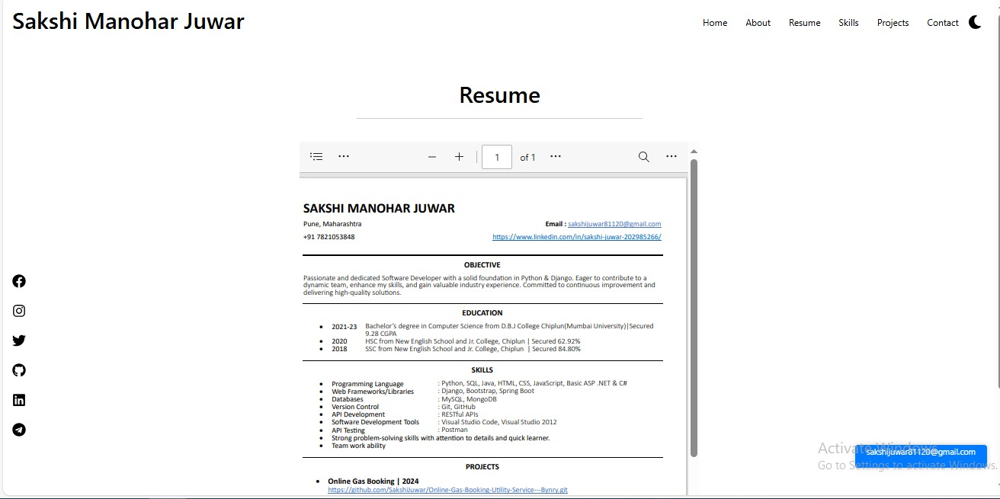 Sakshi Manohar Juwar
Home About Resume Skills Projects Contact
Resume
1 of 1
SAKSHI MANOHAR JUWAR
Pune, Maharashtra Email : sakshijuwar81120@gmail.com
+91 7821053848 https://www.linkedin.com/in/sakshi-juwar-202985266/
OBJECTIVE
Passionate and dedicated Software Developer with a solid foundation in Python & Django. Eager to contribute to a
dynamic team, enhance my skills, and gain valuable industry experience. Committed to continuous improvement and
delivering high-quality solutions.
EDUCATION
• 2021-23 Bachelor's degree in Computer Science from D.B.J College Chiplun(Mumbai University)|Secured
9.28 CGPA
• 2020 HSC from New English School and Jr. College, Chiplun | Secured 62.92%
• 2018 SSC from New English School and Jr. College, Chiplun | Secured 84.80%
SKILLS
• Programming Language : Python, SQL, Java, HTML, CSS, JavaScript, Basic ASP .NET & C#
• Web Frameworks/Libraries : Django, Bootstrap, Spring Boot
• Databases : MySQL, MongoDB
• Version Control : Git, GitHub
• API Development : RESTful APIs
• Software Development Tools : Visual Studio Code, Visual Studio 2012
• API Testing : Postman
• Strong problem-solving skills with attention to details and quick learner.
• Team work ability
PROJECTS
• Online Gas Booking | 2024
https://github.com/SakshiJuwar/Online-Gas-Booking-Utility-Service---Bynry.git
Activate Windows
sakshijuwar81120@gmail.com
Go to Settings to activate Windows.